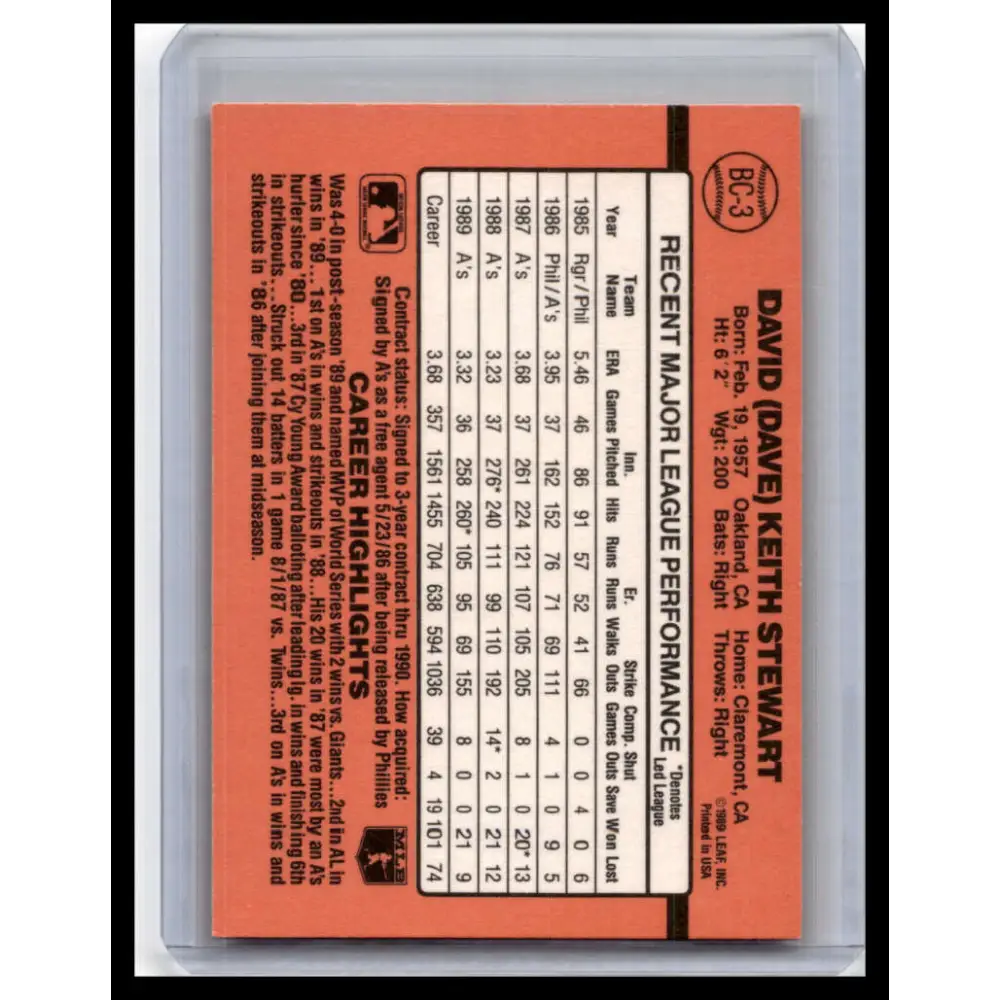 BC-3
DAVID (DAVE) KEITH STEWART
Born: Feb. 19, 1957 Oakland, CA Home: Claremont, CA
Ht: 6'2" Wgt: 200 Bats: Right Throws: Right
©1989 LEAF, INC.
Printed in USA
RECENT MAJOR LEAGUE PERFORMANCE *Denotes Led League
Team Inn. Er. Strike Comp. Shut
Year Name ERA Games Pitched Hits Runs Runs Walks Outs Games Outs Save Won Lost
1985 Rgr/Phil 5.46 46 86 91 57 52 41 66 0 0 4 0 6
1986 Phil/A's 3.95 37 162 152 76 71 69 111 4 1 0 9 5
1987 A's 3.68 37 261 224 121 107 105 205 8 1 0 20* 13
1988 A's 3.23 37 276* 240 111 99 110 192 14* 2 0 21 12
1989 A's 3.32 36 258 260* 105 95 69 155 8 0 0 21 9
Career 3.68 357 1561 1455 704 638 594 1036 39 4 19 101 74
Contract status: Signed to 3-year contract thru 1990. How acquired:
Signed by A's as a free agent 5/23/86 after being released by Phillies
MLB
CAREER HIGHLIGHTS
Was 4-0 in post-season '89 and named MVP of World Series with 2 wins vs. Giants...2nd in AL in
wins in '89...1st on A's in wins and strikeouts in '88...His 20 wins in '87 were most by an A's
hurler since '80...3rd in '87 Cy Young Award balloting after leading lg. in wins and finishing 6th
in strikeouts...Struck out 14 batters in 1 game 8/1/87 vs. Twins...3rd on A's in wins and
strikeouts in '86 after joining them at midseason.